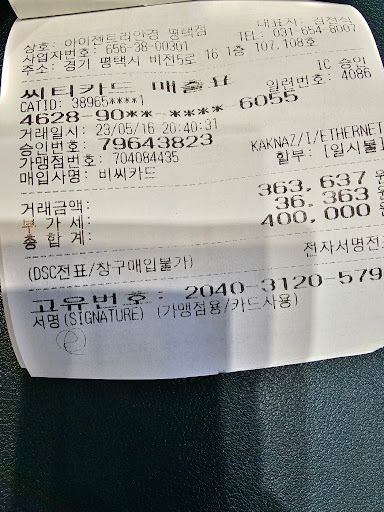 상호: 아이젠트리안경 평택점 대표자: 김천식
사업자번호: 656-38-00361 TEL: 031-654-8007
주소: 경기 평택시 비전5로 16 1층 107,108호
IC 승인
씨티카드 매출표 일련번호: 4086
CATID: 38965****1
4628-90**-****-6055
거래일시: 23/05/16 20:40:31
승인번호: 79643823 KAKNAZ/I/ETHERNET
가맹점번호: 704084435 할부: [일시불]
매입사명: 비씨카드
거래금액: 363,637 원
부 가 세: 36,363 원
총 합 계: 400,000 원
(DSC전표/창구매입불가) 전자서명전
고유번호: 2040-3120-579
서명(SIGNATURE) (가맹점용/카드사용)